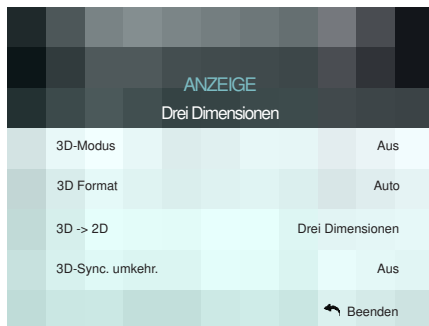 ANZEIGE
Drei Dimensionen
3D-Modus Aus
3D Format Auto
3D -> 2D Drei Dimensionen
3D-Sync. umkehr. Aus
Beenden